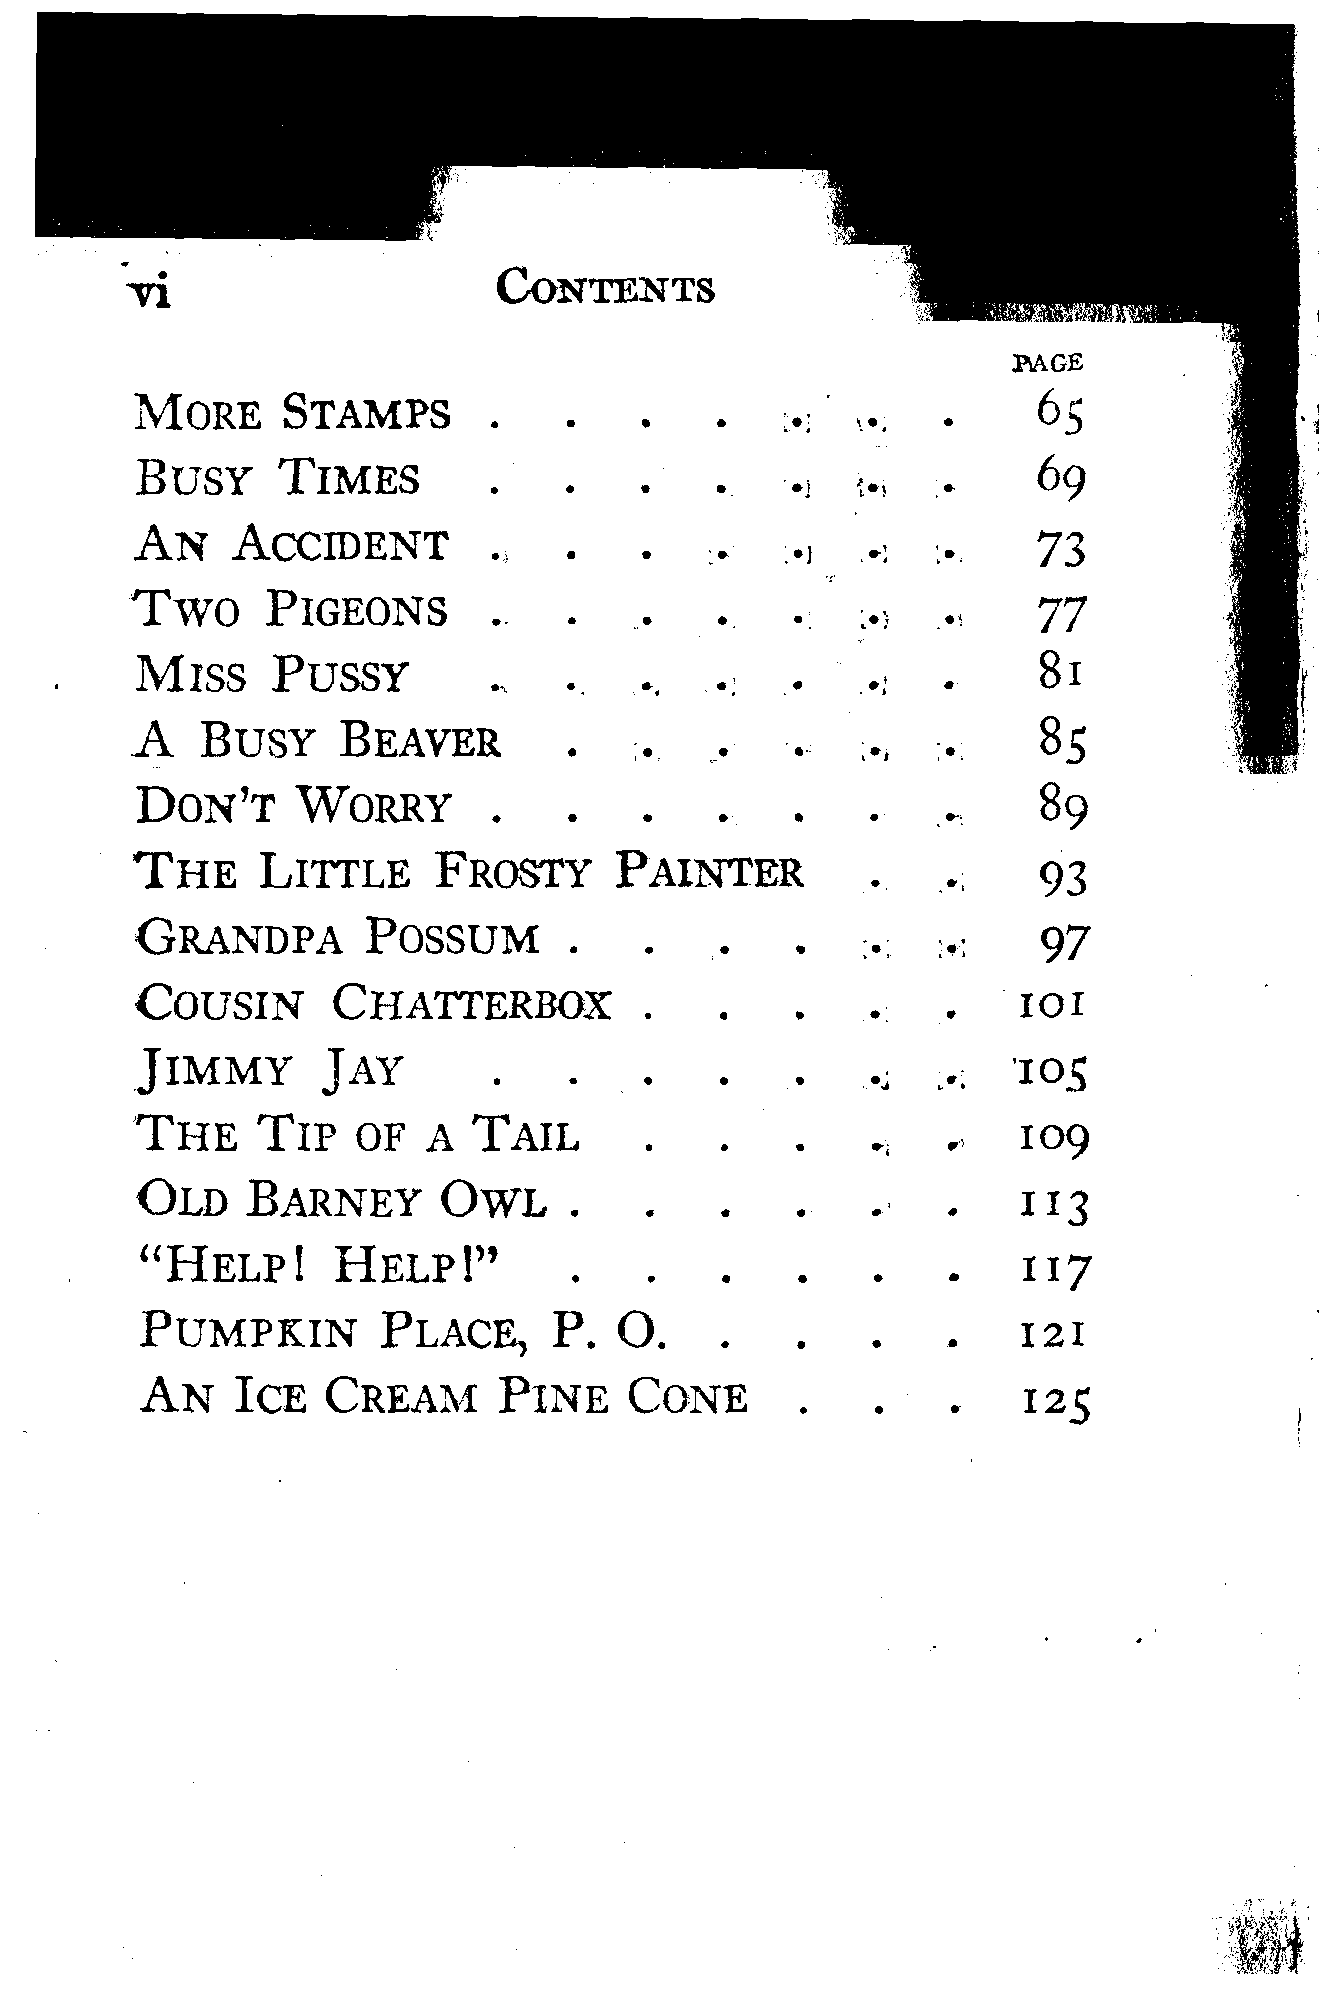 vi CONTENTS
PAGE
MORE STAMPS . . . . . . . 65
BUSY TIMES . . . . . . . 69
AN ACCIDENT . . . . . . . 73
TWO PIGEONS . . . . . . . 77
MISS PUSSY . . . . . . . 81
A BUSY BEAVER . . . . . . 85
DON'T WORRY . . . . . . . 89
THE LITTLE FROSTY PAINTER . . 93
GRANDPA POSSUM . . . . . . 97
COUSIN CHATTERBOX . . . . . 101
JIMMY JAY . . . . . . . 105
THE TIP OF A TAIL . . . . . 109
OLD BARNEY OWL . . . . . . 113
“HELP! HELP!” . . . . . . 117
PUMPKIN PLACE, P. O. . . . . 121
AN ICE CREAM PINE CONE . . . 125